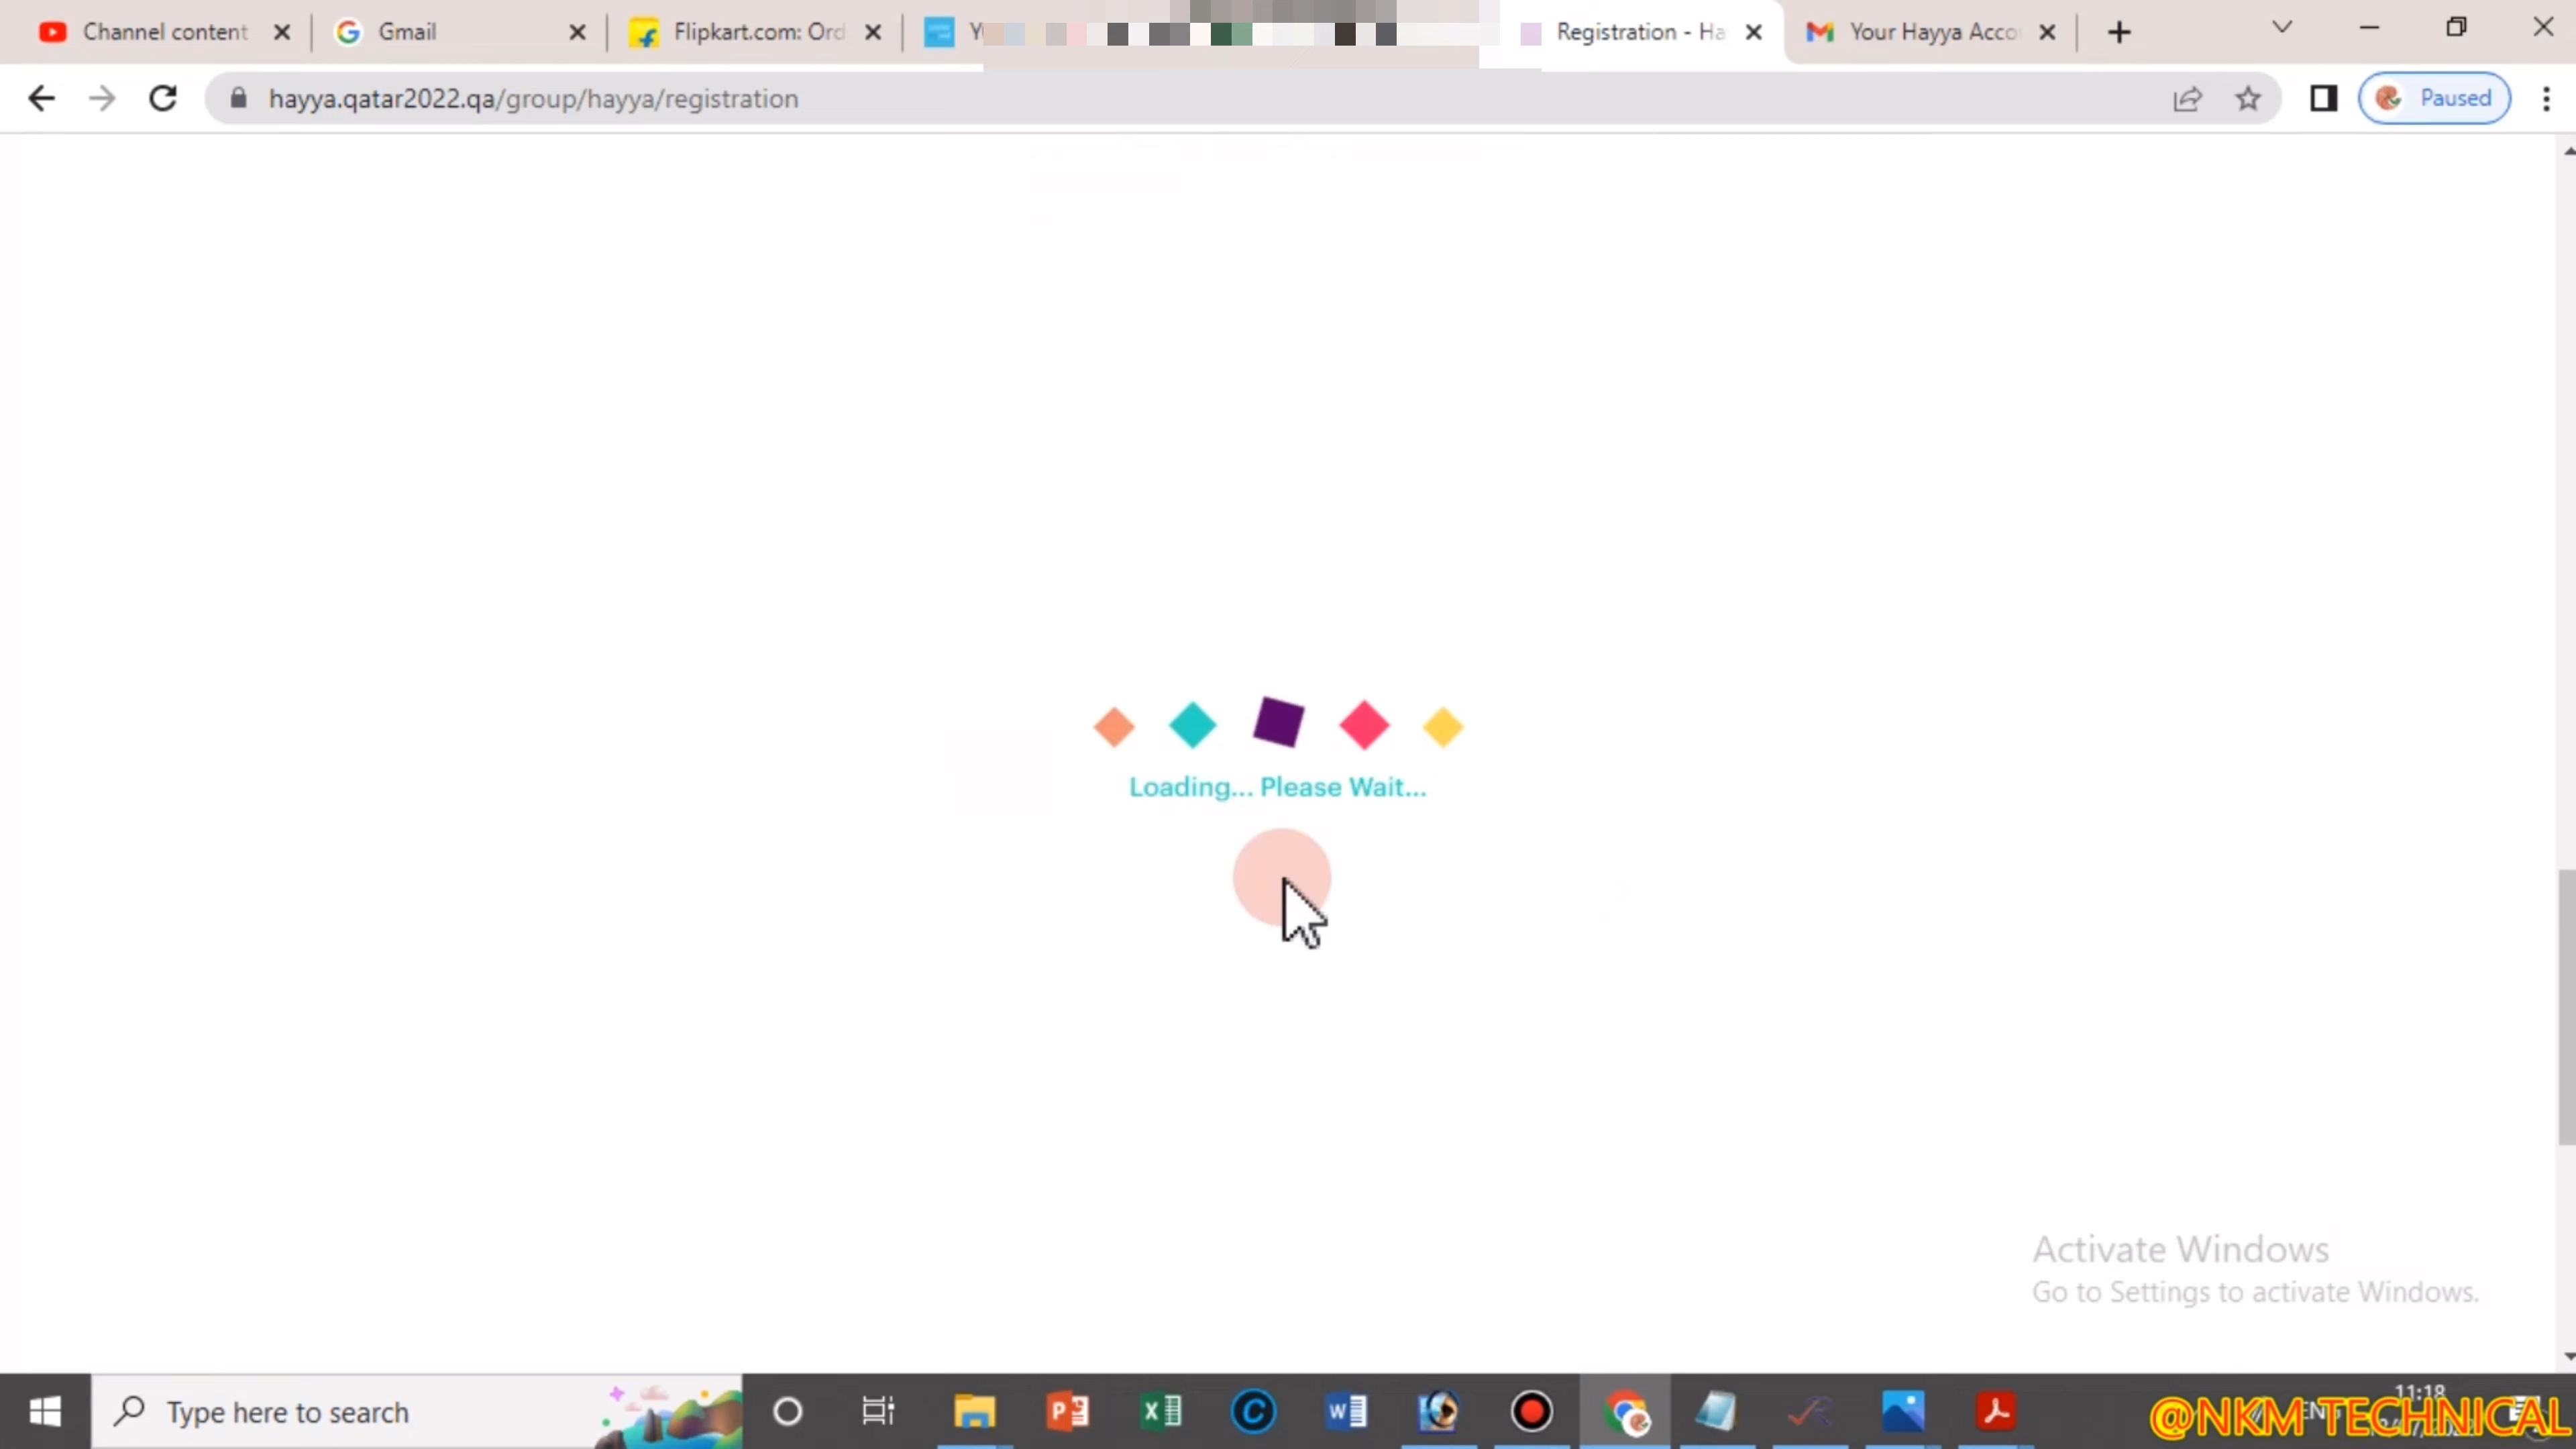 Channel content
Gmail
Flipkart.com: Ord
Registration - Ha
Your Hayya Acco
hayya.qatar2022.qa/group/hayya/registration
Paused
Loading... Please Wait...
Activate Windows
Go to Settings to activate Windows.
Type here to search
11:18
@NKM TECHNICAL